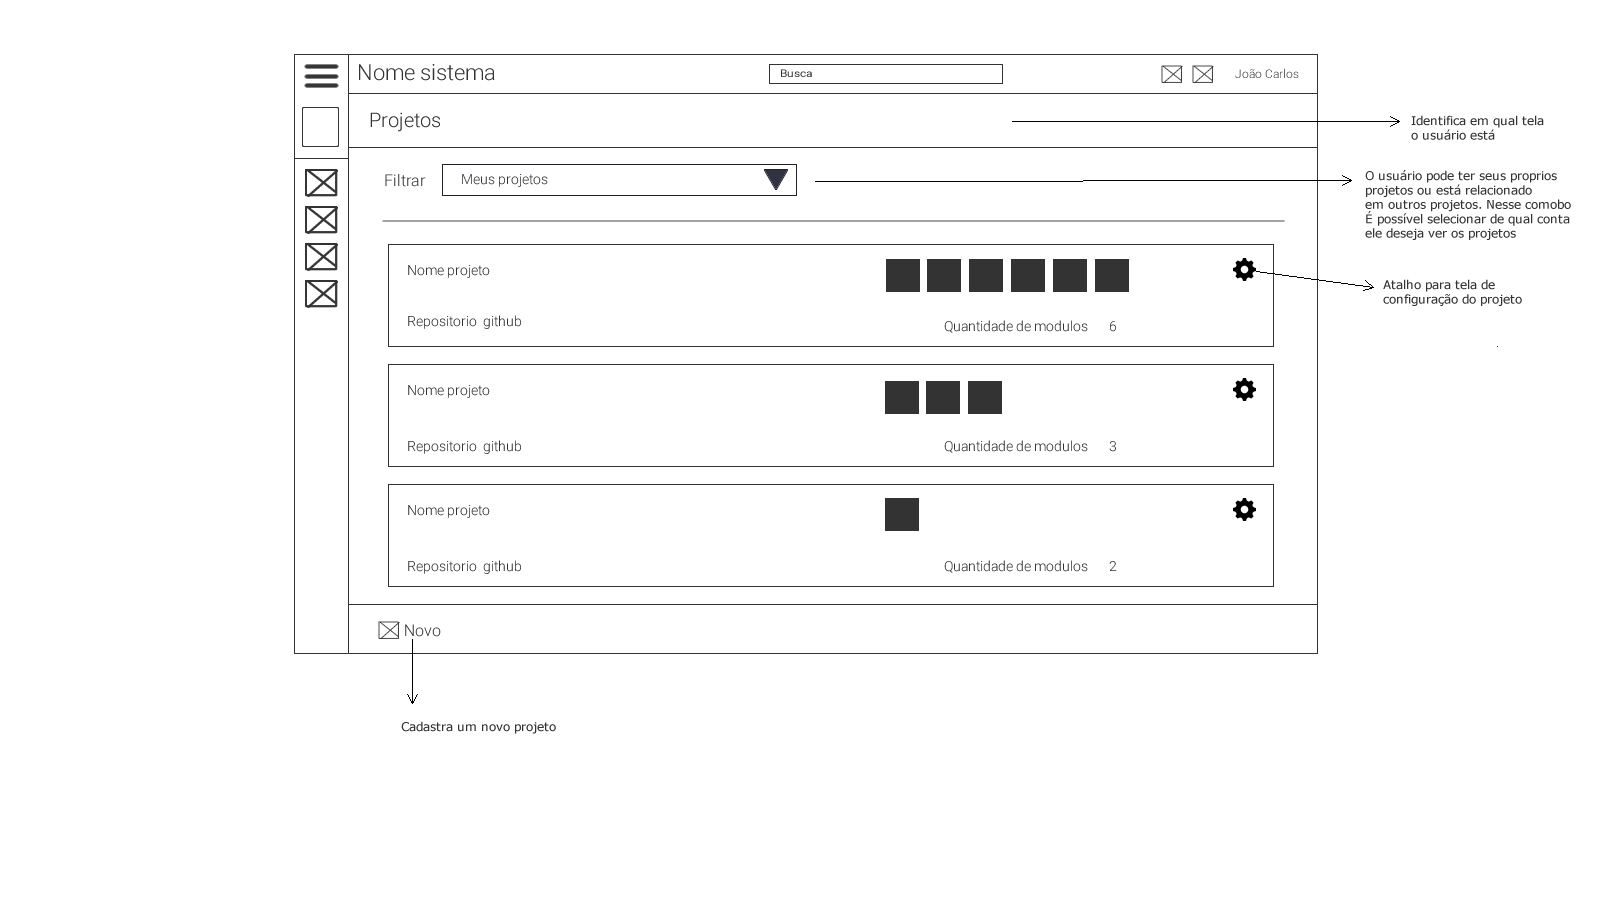 Nome sistema
Busca
João Carlos
Projetos
Identifica em qual tela
o usuário está
Filtrar
Meus projetos
O usuário pode ter seus proprios
projetos ou está relacionado
em outros projetos. Nesse comobo
É possível selecionar de qual conta
ele deseja ver os projetos
Nome projeto
Atalho para tela de
configuração do projeto
Repositorio github
Quantidade de modulos 6
Nome projeto
Repositorio github
Quantidade de modulos 3
Nome projeto
Repositorio github
Quantidade de modulos 2
Novo
Cadastra um novo projeto